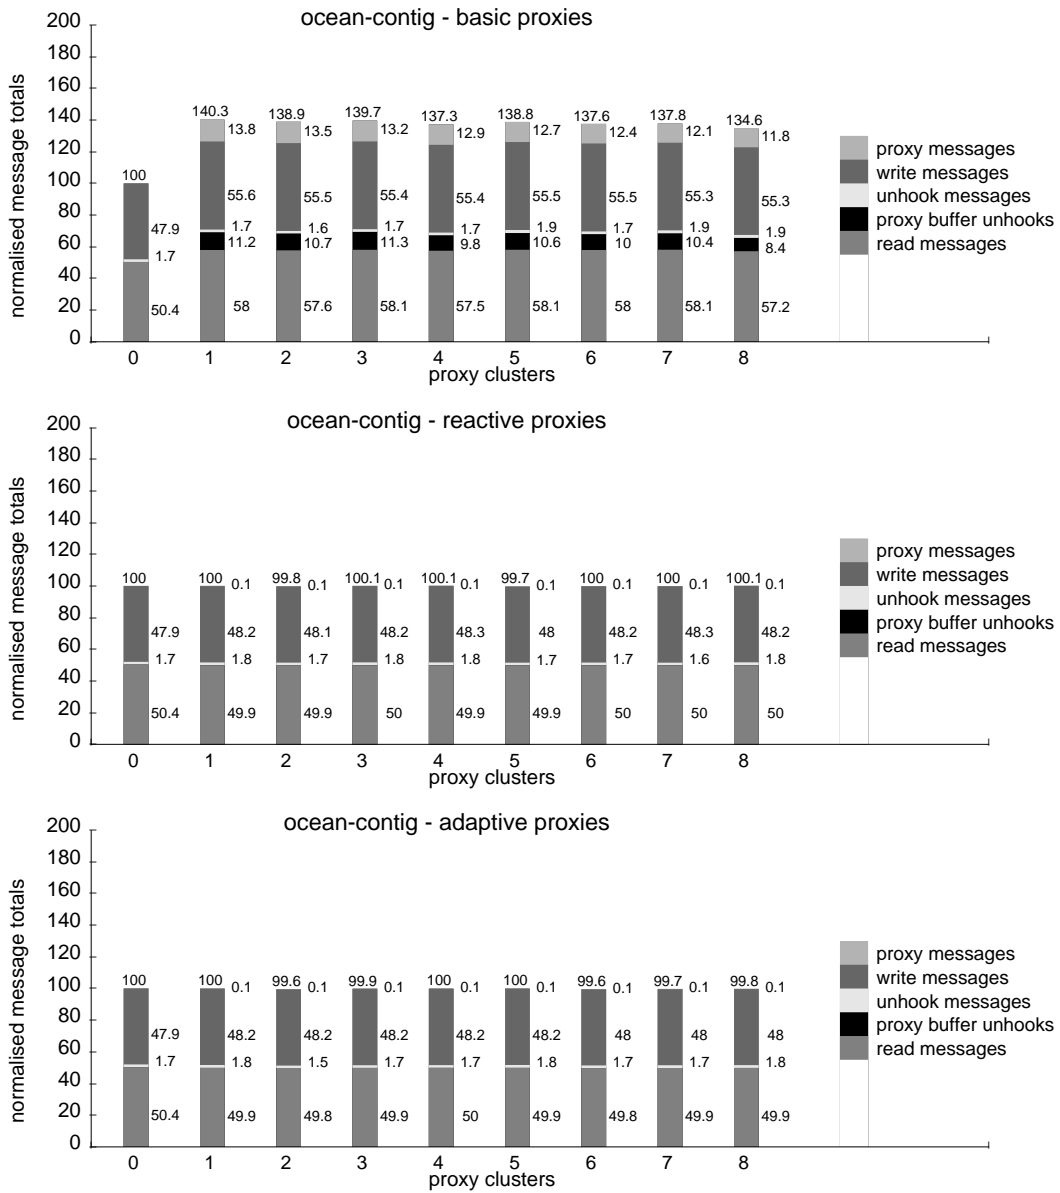 ocean-contig - basic proxies
normalised message totals
200
180
160
140
120
100
80
60
40
20
0
100 140.3 138.9 139.7 137.3 138.8 137.6 137.8 134.6
13.8 13.5 13.2 12.9 12.7 12.4 12.1 11.8
47.9 55.6 55.5 55.4 55.4 55.5 55.5 55.3 55.3
1.7 1.7 1.6 1.7 1.7 1.9 1.7 1.9 1.9
11.2 10.7 11.3 9.8 10.6 10 10.4 8.4
50.4 58 57.6 58.1 57.5 58.1 58 58.1 57.2
0 1 2 3 4 5 6 7 8
proxy clusters
proxy messages
write messages
unhook messages
proxy buffer unhooks
read messages
ocean-contig - reactive proxies
normalised message totals
200
180
160
140
120
100
80
60
40
20
0
100 100 0.1 99.8 0.1 100.1 0.1 100.1 0.1 99.7 0.1 100 0.1 100 0.1 100.1 0.1
47.9 48.2 48.1 48.2 48.3 48 48.2 48.3 48.2
1.7 1.8 1.7 1.8 1.8 1.7 1.7 1.6 1.8
50.4 49.9 49.9 50 49.9 49.9 50 50 50
0 1 2 3 4 5 6 7 8
proxy clusters
proxy messages
write messages
unhook messages
proxy buffer unhooks
read messages
ocean-contig - adaptive proxies
normalised message totals
200
180
160
140
120
100
80
60
40
20
0
100 100 0.1 99.6 0.1 99.9 0.1 100 0.1 100 0.1 99.6 0.1 99.7 0.1 99.8 0.1
47.9 48.2 48.2 48.2 48.2 48.2 48 48 48
1.7 1.8 1.5 1.7 1.7 1.8 1.7 1.7 1.8
50.4 49.9 49.8 49.9 50 49.9 49.8 49.9 49.9
0 1 2 3 4 5 6 7 8
proxy clusters
proxy messages
write messages
unhook messages
proxy buffer unhooks
read messages